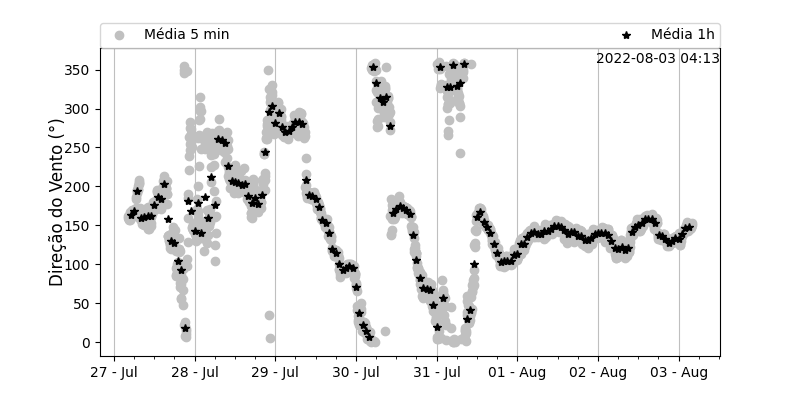 Média 5 min
Média 1h
2022-08-03 04:13
Direção do Vento (°)
350
300
250
200
150
100
50
0
27 - Jul
28 - Jul
29 - Jul
30 - Jul
31 - Jul
01 - Aug
02 - Aug
03 - Aug